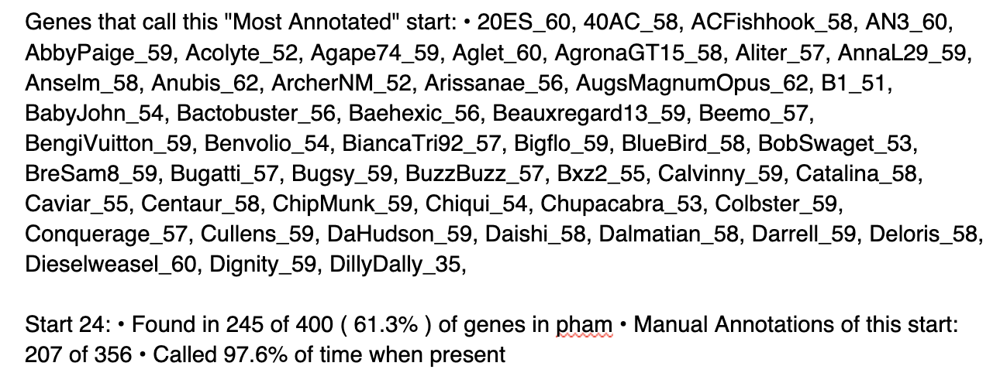 Genes that call this "Most Annotated" start: • 20ES_60, 40AC_58, ACFishhook_58, AN3_60,
AbbyPaige_59, Acolyte_52, Agape74_59, Aglet_60, AgronaGT15_58, Aliter_57, AnnaL29_59,
Anselm_58, Anubis_62, ArcherNM_52, Arissanae_56, AugsMagnumOpus_62, B1_51,
BabyJohn_54, Bactobuster_56, Baehexic_56, Beauxregard13_59, Beemo_57,
BengiVuitton_59, Benvolio_54, BiancaTri92_57, Bigflo_59, BlueBird_58, BobSwaget_53,
BreSam8_59, Bugatti_57, Bugsy_59, BuzzBuzz_57, Bxz2_55, Calvinny_59, Catalina_58,
Caviar_55, Centaur_58, ChipMunk_59, Chiqui_54, Chupacabra_53, Colbster_59,
Conquerage_57, Cullens_59, DaHudson_59, Daishi_58, Dalmatian_58, Darrell_59, Deloris_58,
Dieselweasel_60, Dignity_59, DillyDally_35,
Start 24: • Found in 245 of 400 ( 61.3% ) of genes in pham • Manual Annotations of this start:
207 of 356 • Called 97.6% of time when present